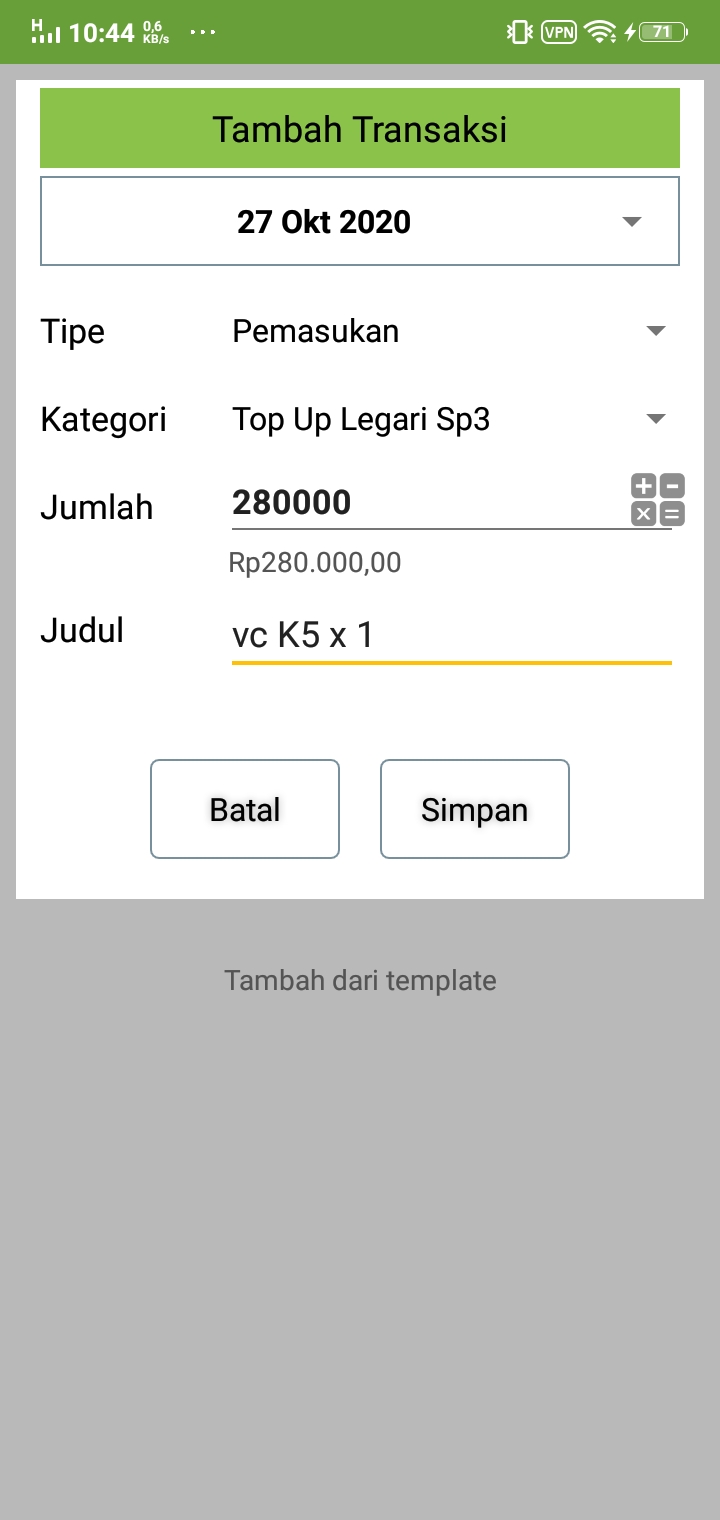 H 10:44 0,6 KB/s ... VPN 71
Tambah Transaksi
27 Okt 2020
Tipe Pemasukan
Kategori Top Up Legari Sp3
Jumlah 280000
Rp280.000,00
Judul vc K5 x 1
Batal Simpan
Tambah dari template